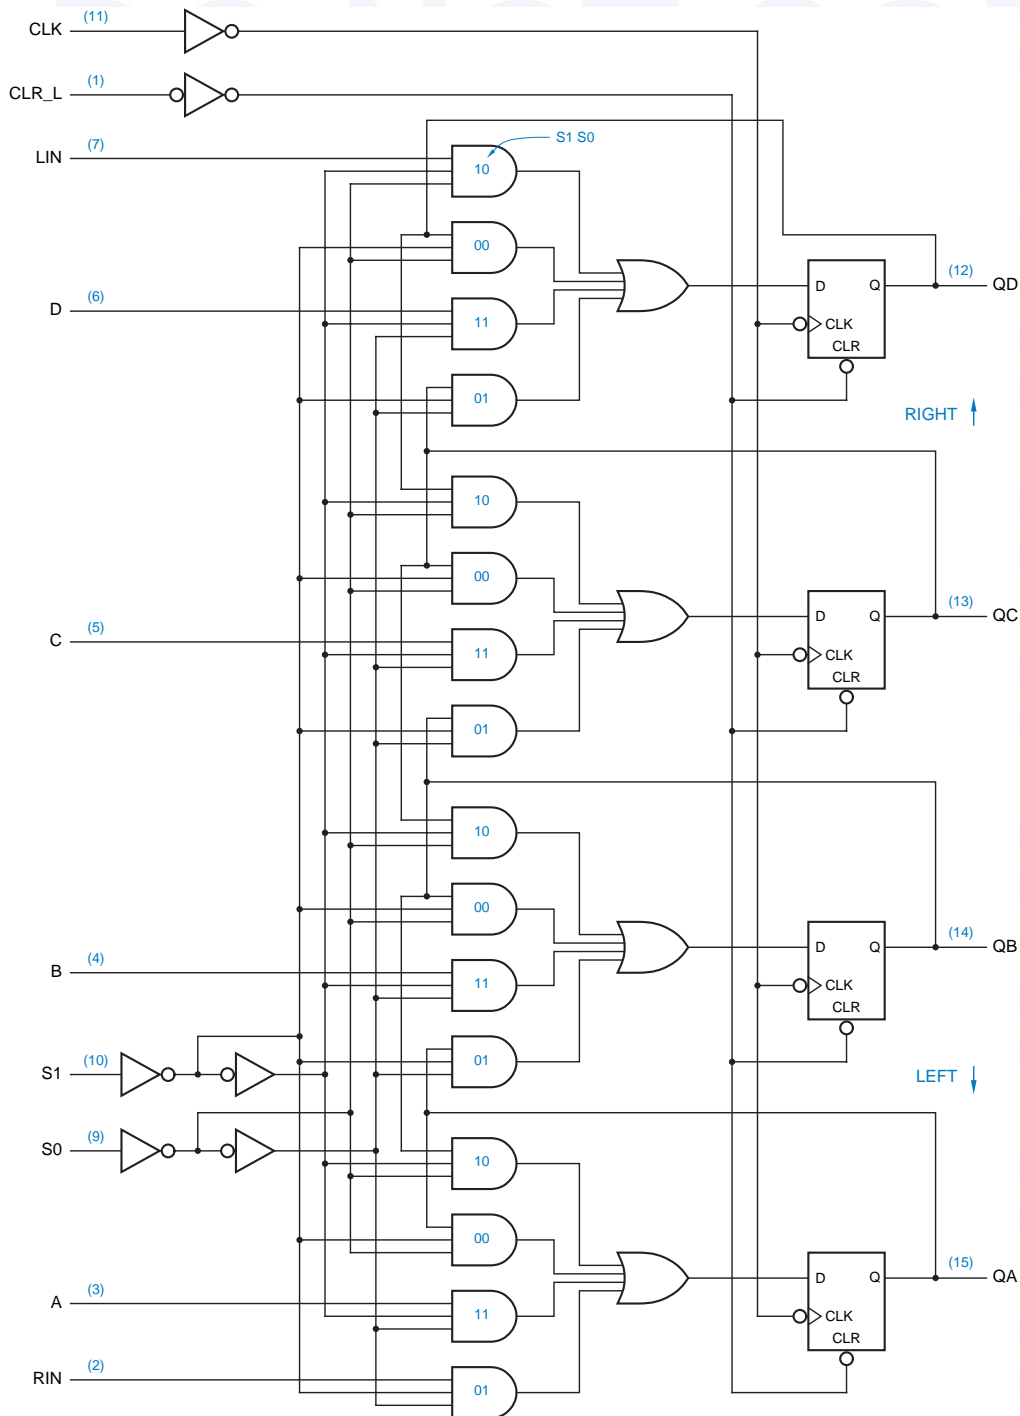 CLK (11)
CLR_L (1)
LIN (7)
S1 S0
10
00
D (6)
11
01
D Q
CLK
CLR
(12) QD
RIGHT
10
00
C (5)
11
01
D Q
CLK
CLR
(13) QC
10
00
B (4)
11
01
D Q
CLK
CLR
(14) QB
LEFT
S1 (10)
S0 (9)
10
00
A (3)
11
RIN (2)
01
D Q
CLK
CLR
(15) QA